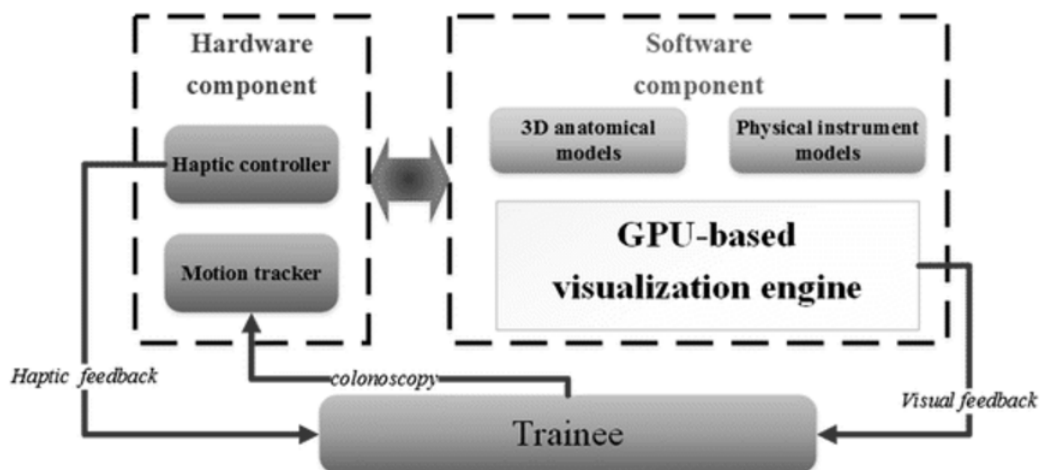 Hardware
component
Haptic controller
Motion tracker
Software
component
3D anatomical
models
Physical instrument
models
GPU-based
visualization engine
Haptic feedback
colonoscopy
Visual feedback
Trainee